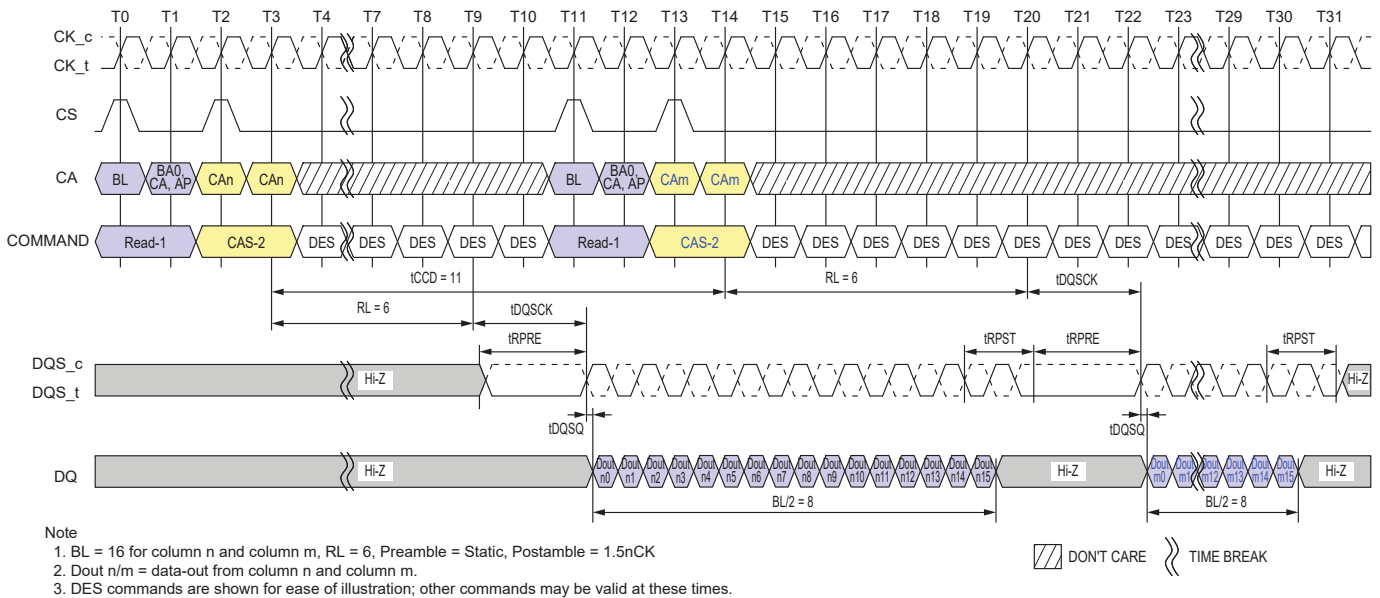 T0 T1 T2 T3 T4 T7 T8 T9 T10 T11 T12 T13 T14 T15 T16 T17 T18 T19 T20 T21 T22 T23 T29 T30 T31
CK_c
CK_t
CS
CA BL BA0, CA, AP CAn CAn BL BA0, CA, AP CAm CAm
COMMAND Read-1 CAS-2 DES DES DES DES DES Read-1 CAS-2 DES DES DES DES DES DES DES DES DES DES DES DES
tCCD = 11 RL = 6 tDQSCK
RL = 6 tDQSCK
tRPRE tRPST tRPRE tRPST
DQS_c
DQS_t
Hi-Z Hi-Z
tDQSQ tDQSQ
DQ Hi-Z Dout n0 Dout n1 Dout n2 Dout n3 Dout n4 Dout n5 Dout n6 Dout n7 Dout n8 Dout n9 Dout n10 Dout n11 Dout n12 Dout n13 Dout n14 Dout n15 Hi-Z Dout m0 Dout m1 Dout m12 Dout m13 Dout m14 Dout m15 Hi-Z
BL/2 = 8 BL/2 = 8
Note
1. BL = 16 for column n and column m, RL = 6, Preamble = Static, Postamble = 1.5nCK
2. Dout n/m = data-out from column n and column m.
3. DES commands are shown for ease of illustration; other commands may be valid at these times.
DON'T CARE TIME BREAK